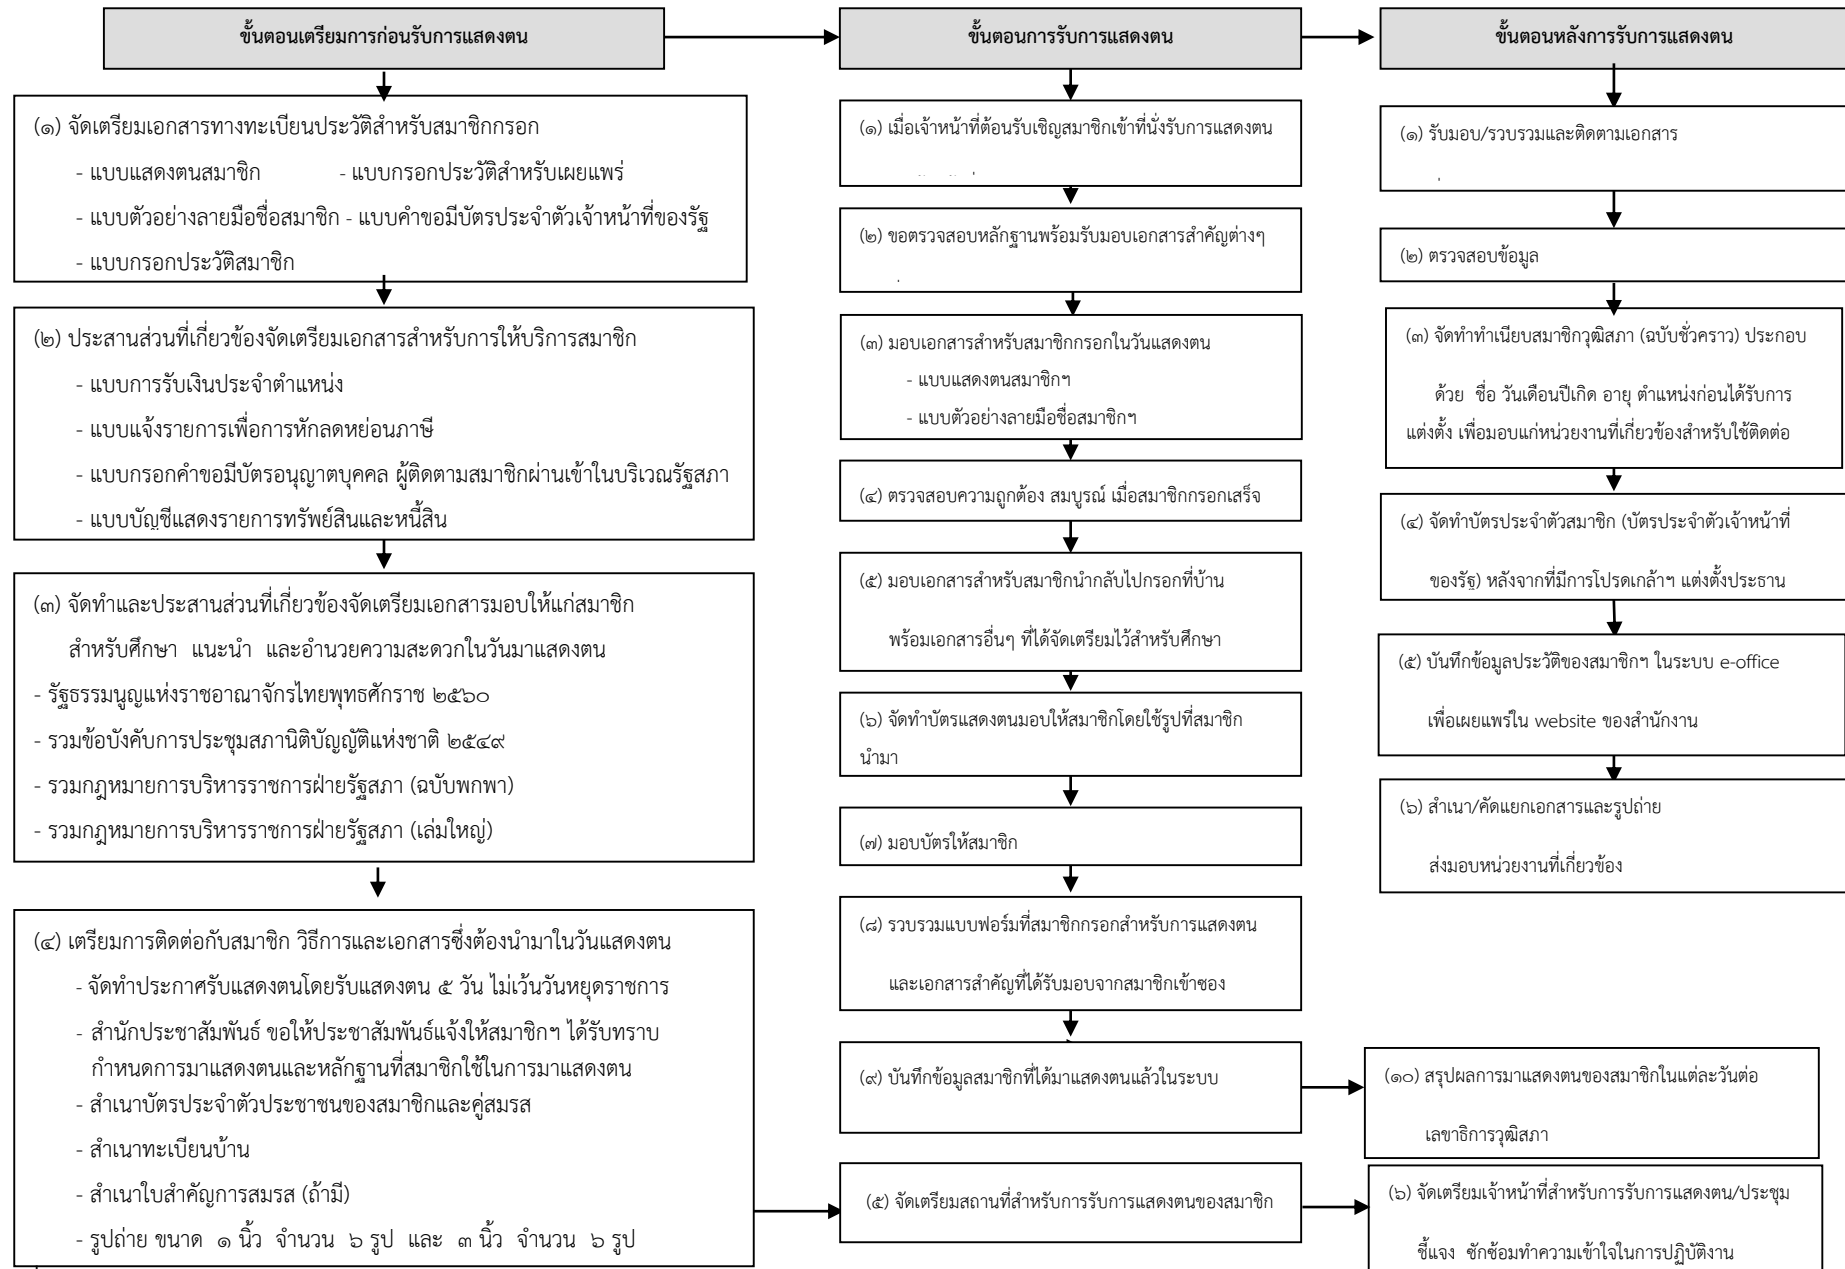 ขั้นตอนเตรียมการก่อนรับการแสดงตน
(๑) จัดเตรียมเอกสารทางทะเบียนประวัติสำหรับสมาชิกกรอก
- แบบแสดงตนสมาชิก - แบบกรอกประวัติสำหรับเผยแพร่
- แบบตัวอย่างลายมือชื่อสมาชิก - แบบคำขอมีบัตรประจำตัวเจ้าหน้าที่ของรัฐ
- แบบกรอกประวัติสมาชิก
(๒) ประสานส่วนที่เกี่ยวข้องจัดเตรียมเอกสารสำหรับการให้บริการสมาชิก
- แบบการรับเงินประจำตำแหน่ง
- แบบแจ้งรายการเพื่อการหักลดหย่อนภาษี
- แบบกรอกคำขอมีบัตรอนุญาตบุคคล ผู้ติดตามสมาชิกผ่านเข้าในบริเวณรัฐสภา
- แบบบัญชีแสดงรายการทรัพย์สินและหนี้สิน
(๓) จัดทำและประสานส่วนที่เกี่ยวข้องจัดเตรียมเอกสารมอบให้แก่สมาชิก
สำหรับศึกษา แนะนำ และอำนวยความสะดวกในวันมาแสดงตน
- รัฐธรรมนูญแห่งราชอาณาจักรไทยพุทธศักราช ๒๕๖๐
- รวมข้อบังคับการประชุมสภานิติบัญญัติแห่งชาติ ๒๕๔๙
- รวมกฎหมายการบริหารราชการฝ่ายรัฐสภา (ฉบับพกพา)
- รวมกฎหมายการบริหารราชการฝ่ายรัฐสภา (เล่มใหญ่)
(๔) เตรียมการติดต่อกับสมาชิก วิธีการและเอกสารซึ่งต้องนำมาในวันแสดงตน
- จัดทำประกาศรับแสดงตนโดยรับแสดงตน ๕ วัน ไม่เว้นวันหยุดราชการ
- สำนักประชาสัมพันธ์ ขอให้ประชาสัมพันธ์แจ้งให้สมาชิกฯ ได้รับทราบ
กำหนดการมาแสดงตนและหลักฐานที่สมาชิกใช้ในการมาแสดงตน
- สำเนาบัตรประจำตัวประชาชนของสมาชิกและคู่สมรส
- สำเนาทะเบียนบ้าน
- สำเนาใบสำคัญการสมรส (ถ้ามี)
- รูปถ่าย ขนาด ๑ นิ้ว จำนวน ๖ รูป และ ๓ นิ้ว จำนวน ๖ รูป
ขั้นตอนการรับการแสดงตน
(๑) เมื่อเจ้าหน้าที่ต้อนรับเชิญสมาชิกเข้าที่นั่งรับการแสดงตน
(๒) ขอตรวจสอบหลักฐานพร้อมรับมอบเอกสารสำคัญต่างๆ
(๓) มอบเอกสารสำหรับสมาชิกกรอกในวันแสดงตน
- แบบแสดงตนสมาชิกฯ
- แบบตัวอย่างลายมือชื่อสมาชิกฯ
(๔) ตรวจสอบความถูกต้อง สมบูรณ์ เมื่อสมาชิกกรอกเสร็จ
(๕) มอบเอกสารสำหรับสมาชิกนำกลับไปกรอกที่บ้าน
พร้อมเอกสารอื่นๆ ที่ได้จัดเตรียมไว้สำหรับศึกษา
(๖) จัดทำบัตรแสดงตนมอบให้สมาชิกโดยใช้รูปที่สมาชิก
นำมา
(๗) มอบบัตรให้สมาชิก
(๘) รวบรวมแบบฟอร์มที่สมาชิกกรอกสำหรับการแสดงตน
และเอกสารสำคัญที่ได้รับมอบจากสมาชิกเข้าซอง
(๙) บันทึกข้อมูลสมาชิกที่ได้มาแสดงตนแล้วในระบบ
(๕) จัดเตรียมสถานที่สำหรับการรับการแสดงตนของสมาชิก
ขั้นตอนหลังการรับการแสดงตน
(๑) รับมอบ/รวบรวมและติดตามเอกสาร
(๒) ตรวจสอบข้อมูล
(๓) จัดทำทำเนียบสมาชิกวุฒิสภา (ฉบับชั่วคราว) ประกอบ
ด้วย ชื่อ วันเดือนปีเกิด อายุ ตำแหน่งก่อนได้รับการ
แต่งตั้ง เพื่อมอบแก่หน่วยงานที่เกี่ยวข้องสำหรับใช้ติดต่อ
(๔) จัดทำบัตรประจำตัวสมาชิก (บัตรประจำตัวเจ้าหน้าที่
ของรัฐ) หลังจากที่มีการโปรดเกล้าฯ แต่งตั้งประธาน
(๕) บันทึกข้อมูลประวัติของสมาชิกฯ ในระบบ e-office
เพื่อเผยแพร่ใน website ของสำนักงาน
(๖) สำเนา/คัดแยกเอกสารและรูปถ่าย
ส่งมอบหน่วยงานที่เกี่ยวข้อง
(๑๐) สรุปผลการมาแสดงตนของสมาชิกในแต่ละวันต่อ
เลขาธิการวุฒิสภา
(๖) จัดเตรียมเจ้าหน้าที่สำหรับการรับการแสดงตน/ประชุม
ชี้แจง ซักซ้อมทำความเข้าใจในการปฏิบัติงาน